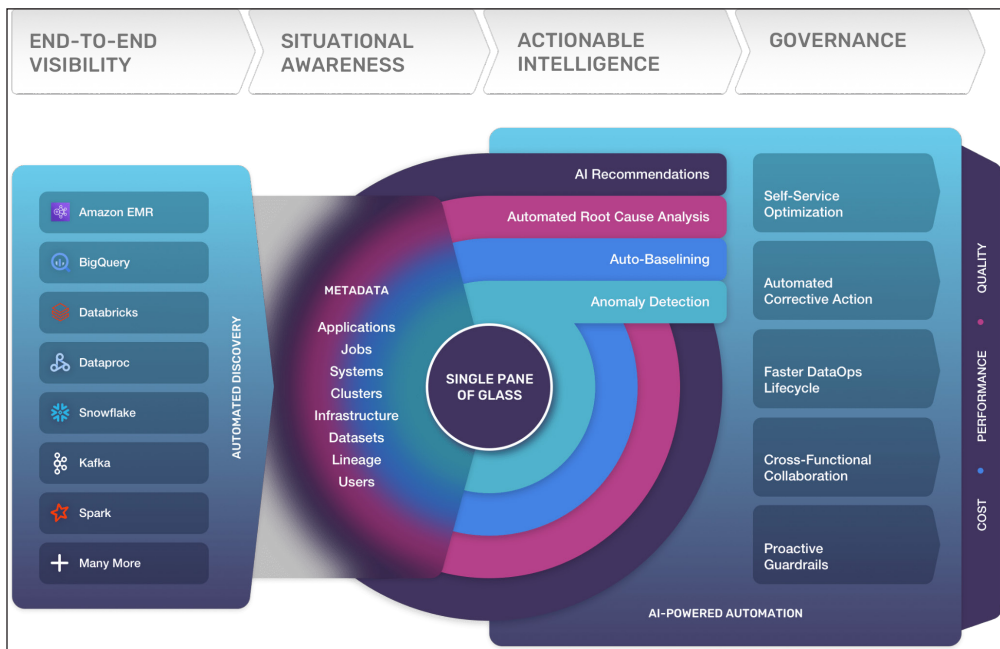 END-TO-END
VISIBILITY
SITUATIONAL
AWARENESS
ACTIONABLE
INTELLIGENCE
GOVERNANCE
Amazon EMR
BigQuery
Databricks
Dataproc
Snowflake
Kafka
Spark
Many More
AUTOMATED DISCOVERY
METADATA
Applications
Jobs
Systems
Clusters
Infrastructure
Datasets
Lineage
Users
SINGLE PANE
OF GLASS
AI Recommendations
Automated Root Cause Analysis
Auto-Baselining
Anomaly Detection
Self-Service
Optimization
Automated
Corrective Action
Faster DataOps
Lifecycle
Cross-Functional
Collaboration
Proactive
Guardrails
AI-POWERED AUTOMATION
COST • PERFORMANCE • QUALITY